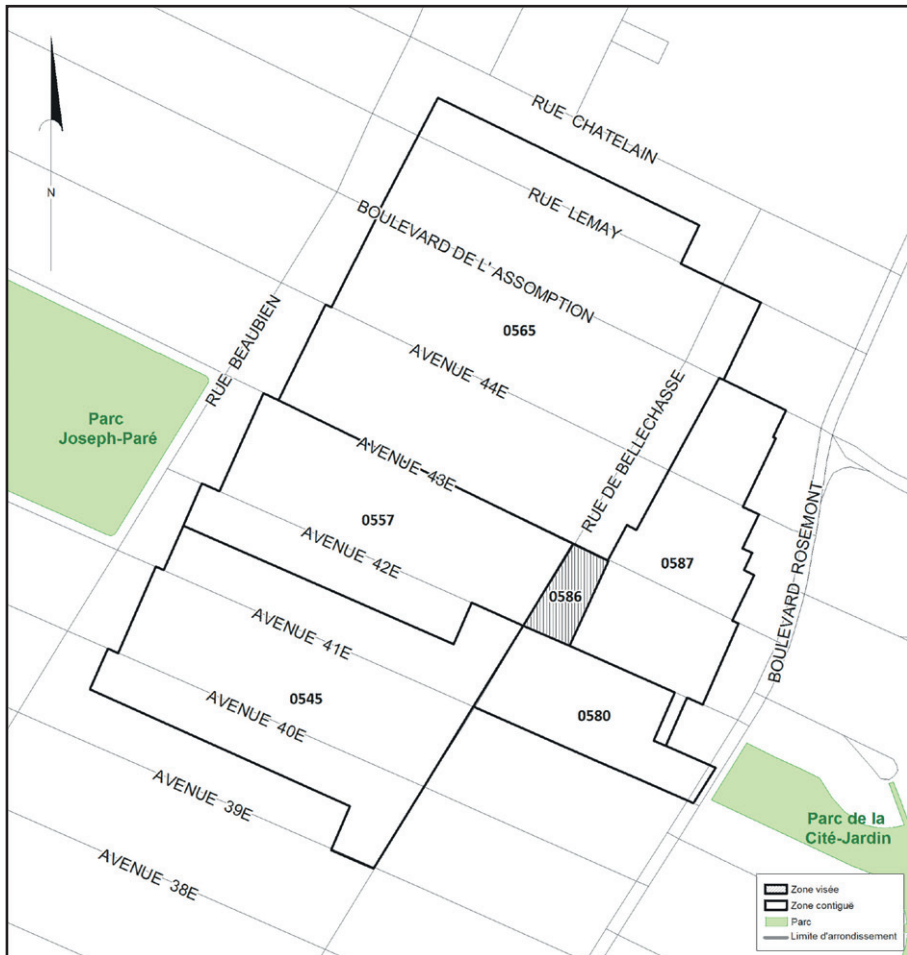 RUE CHATELAIN
RUE LEMAY
BOULEVARD DE L' ASSOMPTION
N
0565
RUE BEAUBIEN
AVENUE 44E
RUE DE BELLECHASSE
Parc
Joseph-Paré
AVENUE 43E
BOULEVARD ROSEMONT
0557
AVENUE 42E
0587
0586
AVENUE 41E
0545
0580
AVENUE 40E
AVENUE 39E
Parc de la
Cité-Jardin
AVENUE 38E
Zone visée
Zone contiguë
Parc
Limite d'arrondissement